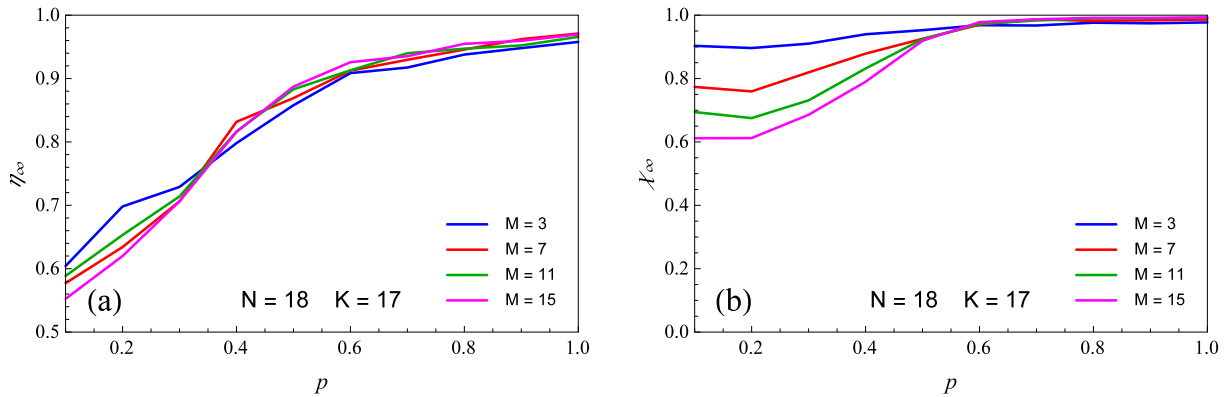 1.0
0.9
0.8
0.7
0.6
0.5
η∞
M = 3
M = 7
M = 11
M = 15
(a)
N = 18 K = 17
0.2 0.4 0.6 0.8 1.0
p
1.0
0.8
0.6
0.4
0.2
0.0
χ∞
M = 3
M = 7
M = 11
M = 15
(b)
N = 18 K = 17
0.2 0.4 0.6 0.8 1.0
p